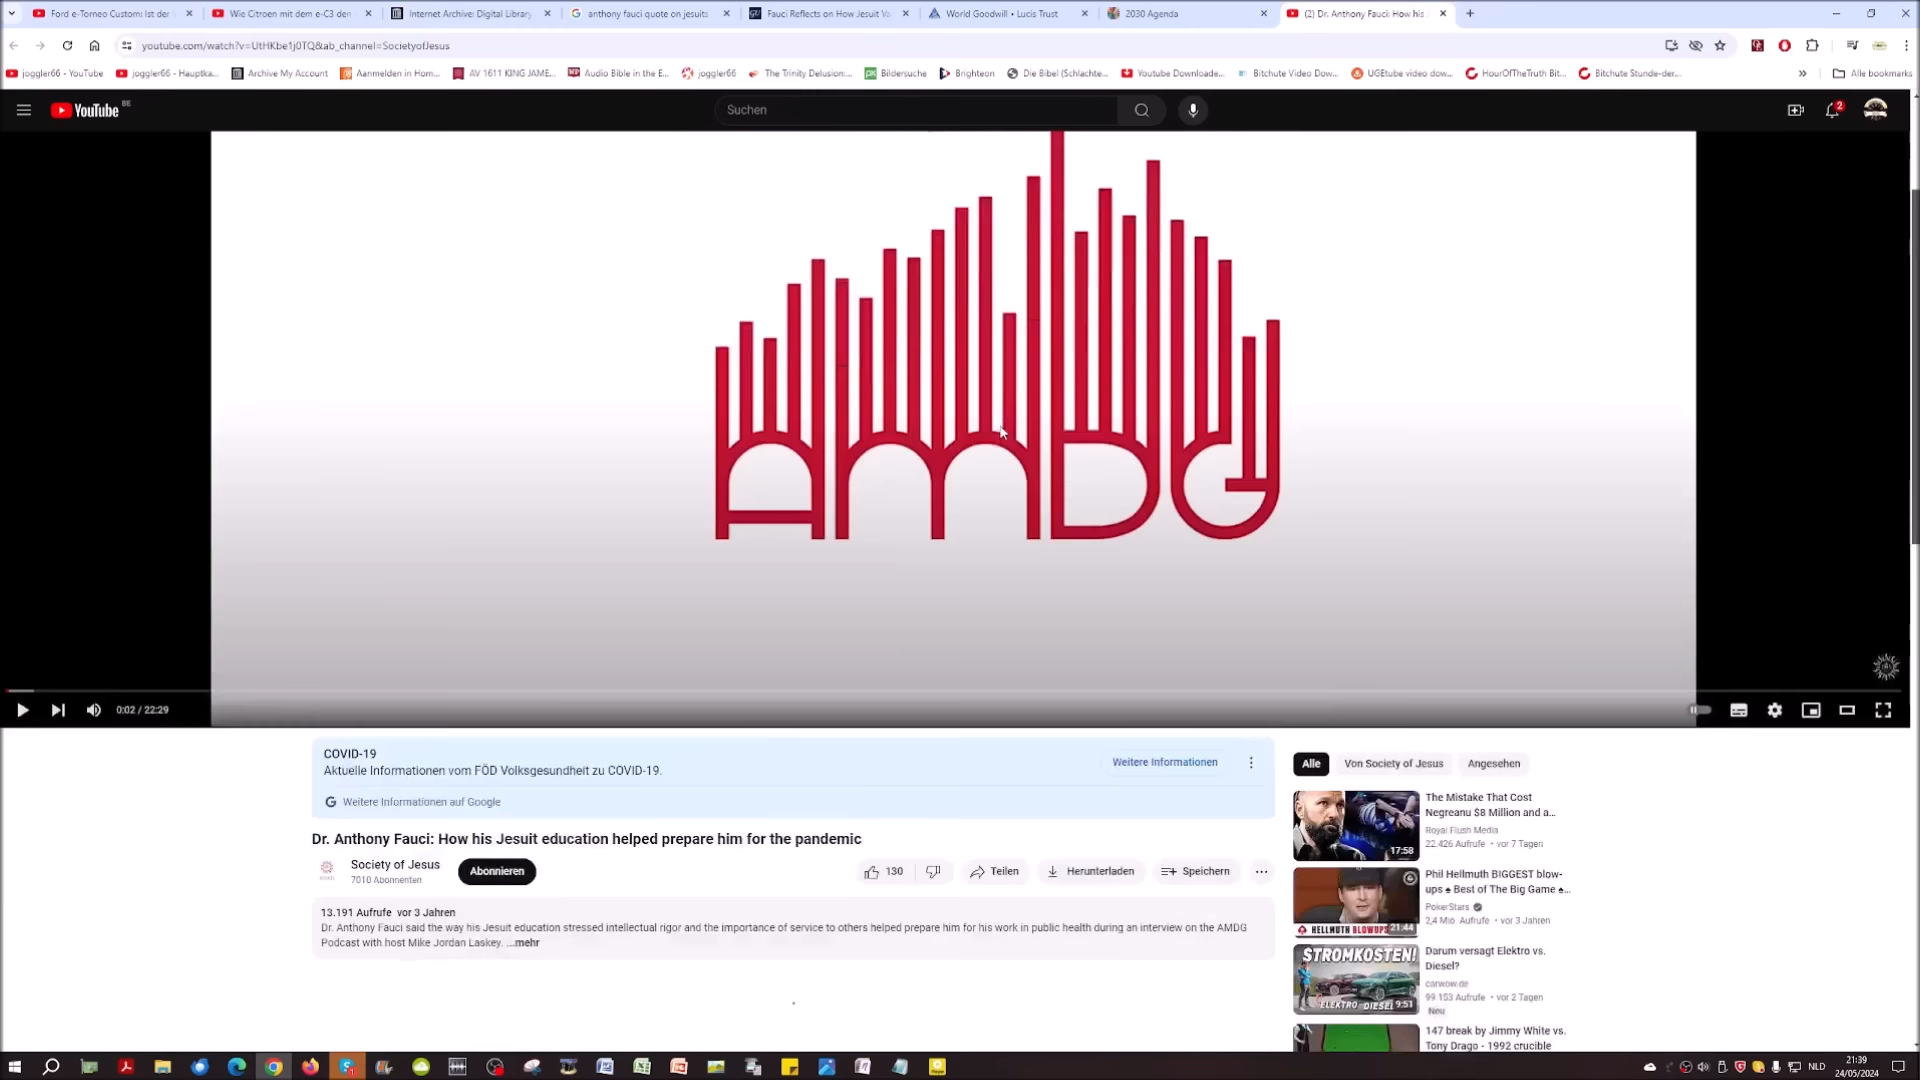 Ford e-Torneo Custom: Ist der
Wie Citroen mit dem e-C3 den
Internet Archive: Digital Library
anthony fauci quote on jesuits
Fauci Reflects on How Jesuit Va
World Goodwill • Lucis Trust
2030 Agenda
(2) Dr. Anthony Fauci: How his
youtube.com/watch?v=UtHKbe1j0TQ&ab_channel=SocietyofJesus
joggler66 - YouTube
joggler66 - Hauptka...
Archive My Account
Aanmelden in Hom...
AV 1611 KING JAME...
Audio Bible in the E...
joggler66
The Trinity Delusion:...
Bildersuche
Brighteon
Die Bibel (Schlachte...
Youtube Downloade...
Bitchute Video Dow...
UGEtube video dow...
HourOfTheTruth Bit...
Bitchute Stunde-der...
All bookmarks
YouTube BE
Suchen
2
AMDG
0:02 / 22:29
COVID-19
Aktuelle Informationen vom FÖD Volksgesundheit zu COVID-19.
Weitere Informationen
Weitere Informationen auf Google
Dr. Anthony Fauci: How his Jesuit education helped prepare him for the pandemic
Society of Jesus
7010 Abonnenten
Abonnieren
130
Teilen
Herunterladen
Speichern
13.191 Aufrufe vor 3 Jahren
Dr. Anthony Fauci said the way his Jesuit education stressed intellectual rigor and the importance of service to others helped prepare him for his work in public health during an interview on the AMDG
Podcast with host Mike Jordan Laskey. ...mehr
Alle
Von Society of Jesus
Angesehen
The Mistake That Cost
Negreanu $8 Million and a...
Royal Flush Media
22.426 Aufrufe • vor 7 Tagen
17:58
Phil Hellmuth BIGGEST blow-
ups ♠ Best of The Big Game ♠...
PokerStars
2,4 Mio. Aufrufe • vor 3 Jahren
HELLMUTH BLOWUPS
21:44
Darum versagt Elektro vs.
Diesel?
carwow.de
99.153 Aufrufe • vor 2 Tagen
Neu
STROMKOSTEN!
ELEKTRO DIESEL
9:51
147 break by Jimmy White vs.
Tony Drago - 1992 crucible
NLD
21:39
24/05/2024